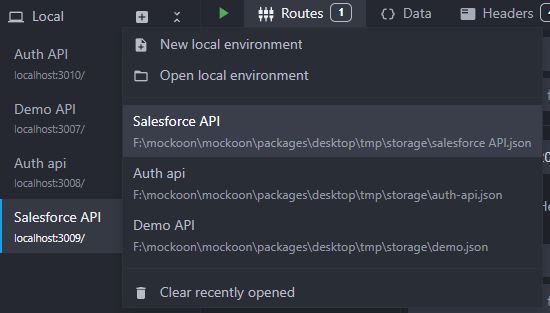 Local
Routes 1
Data
Headers
Auth API
localhost:3010/
Demo API
localhost:3007/
Auth api
localhost:3008/
Salesforce API
localhost:3009/
New local environment
Open local environment
Salesforce API
F:\mockoon\mockoon\packages\desktop\tmp\storage\salesforce API.json
Auth api
F:\mockoon\mockoon\packages\desktop\tmp\storage\auth-api.json
Demo API
F:\mockoon\mockoon\packages\desktop\tmp\storage\demo.json
Clear recently opened